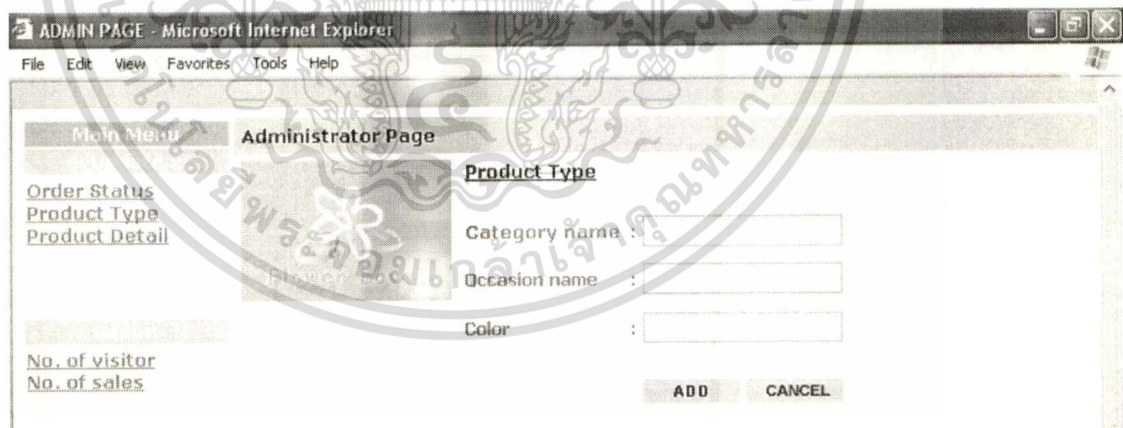 ADMIN PAGE - Microsoft Internet Explorer
File Edit View Favorites Tools Help
Main Menu
Administrator Page
Order Status
Product Type
Product Detail
Product Type
Category name :
Occasion name :
Color :
Flower
No. of visitor
No. of sales
ADD CANCEL